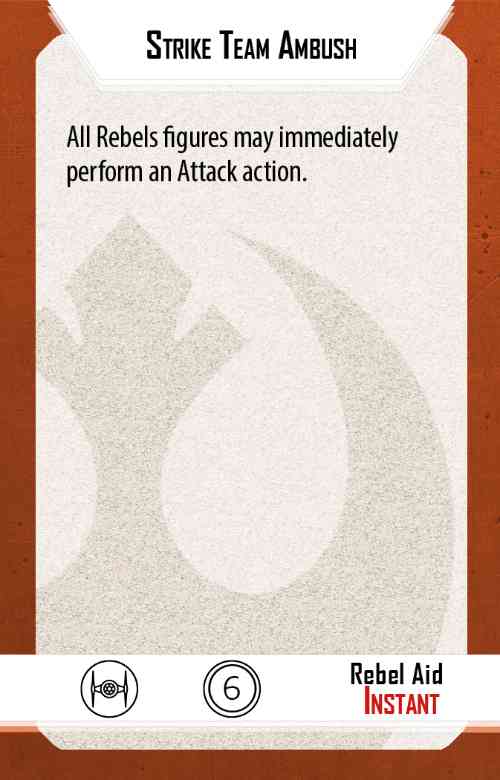 Strike Team Ambush
All Rebels figures may immediately
perform an Attack action.
6
Rebel Aid
Instant